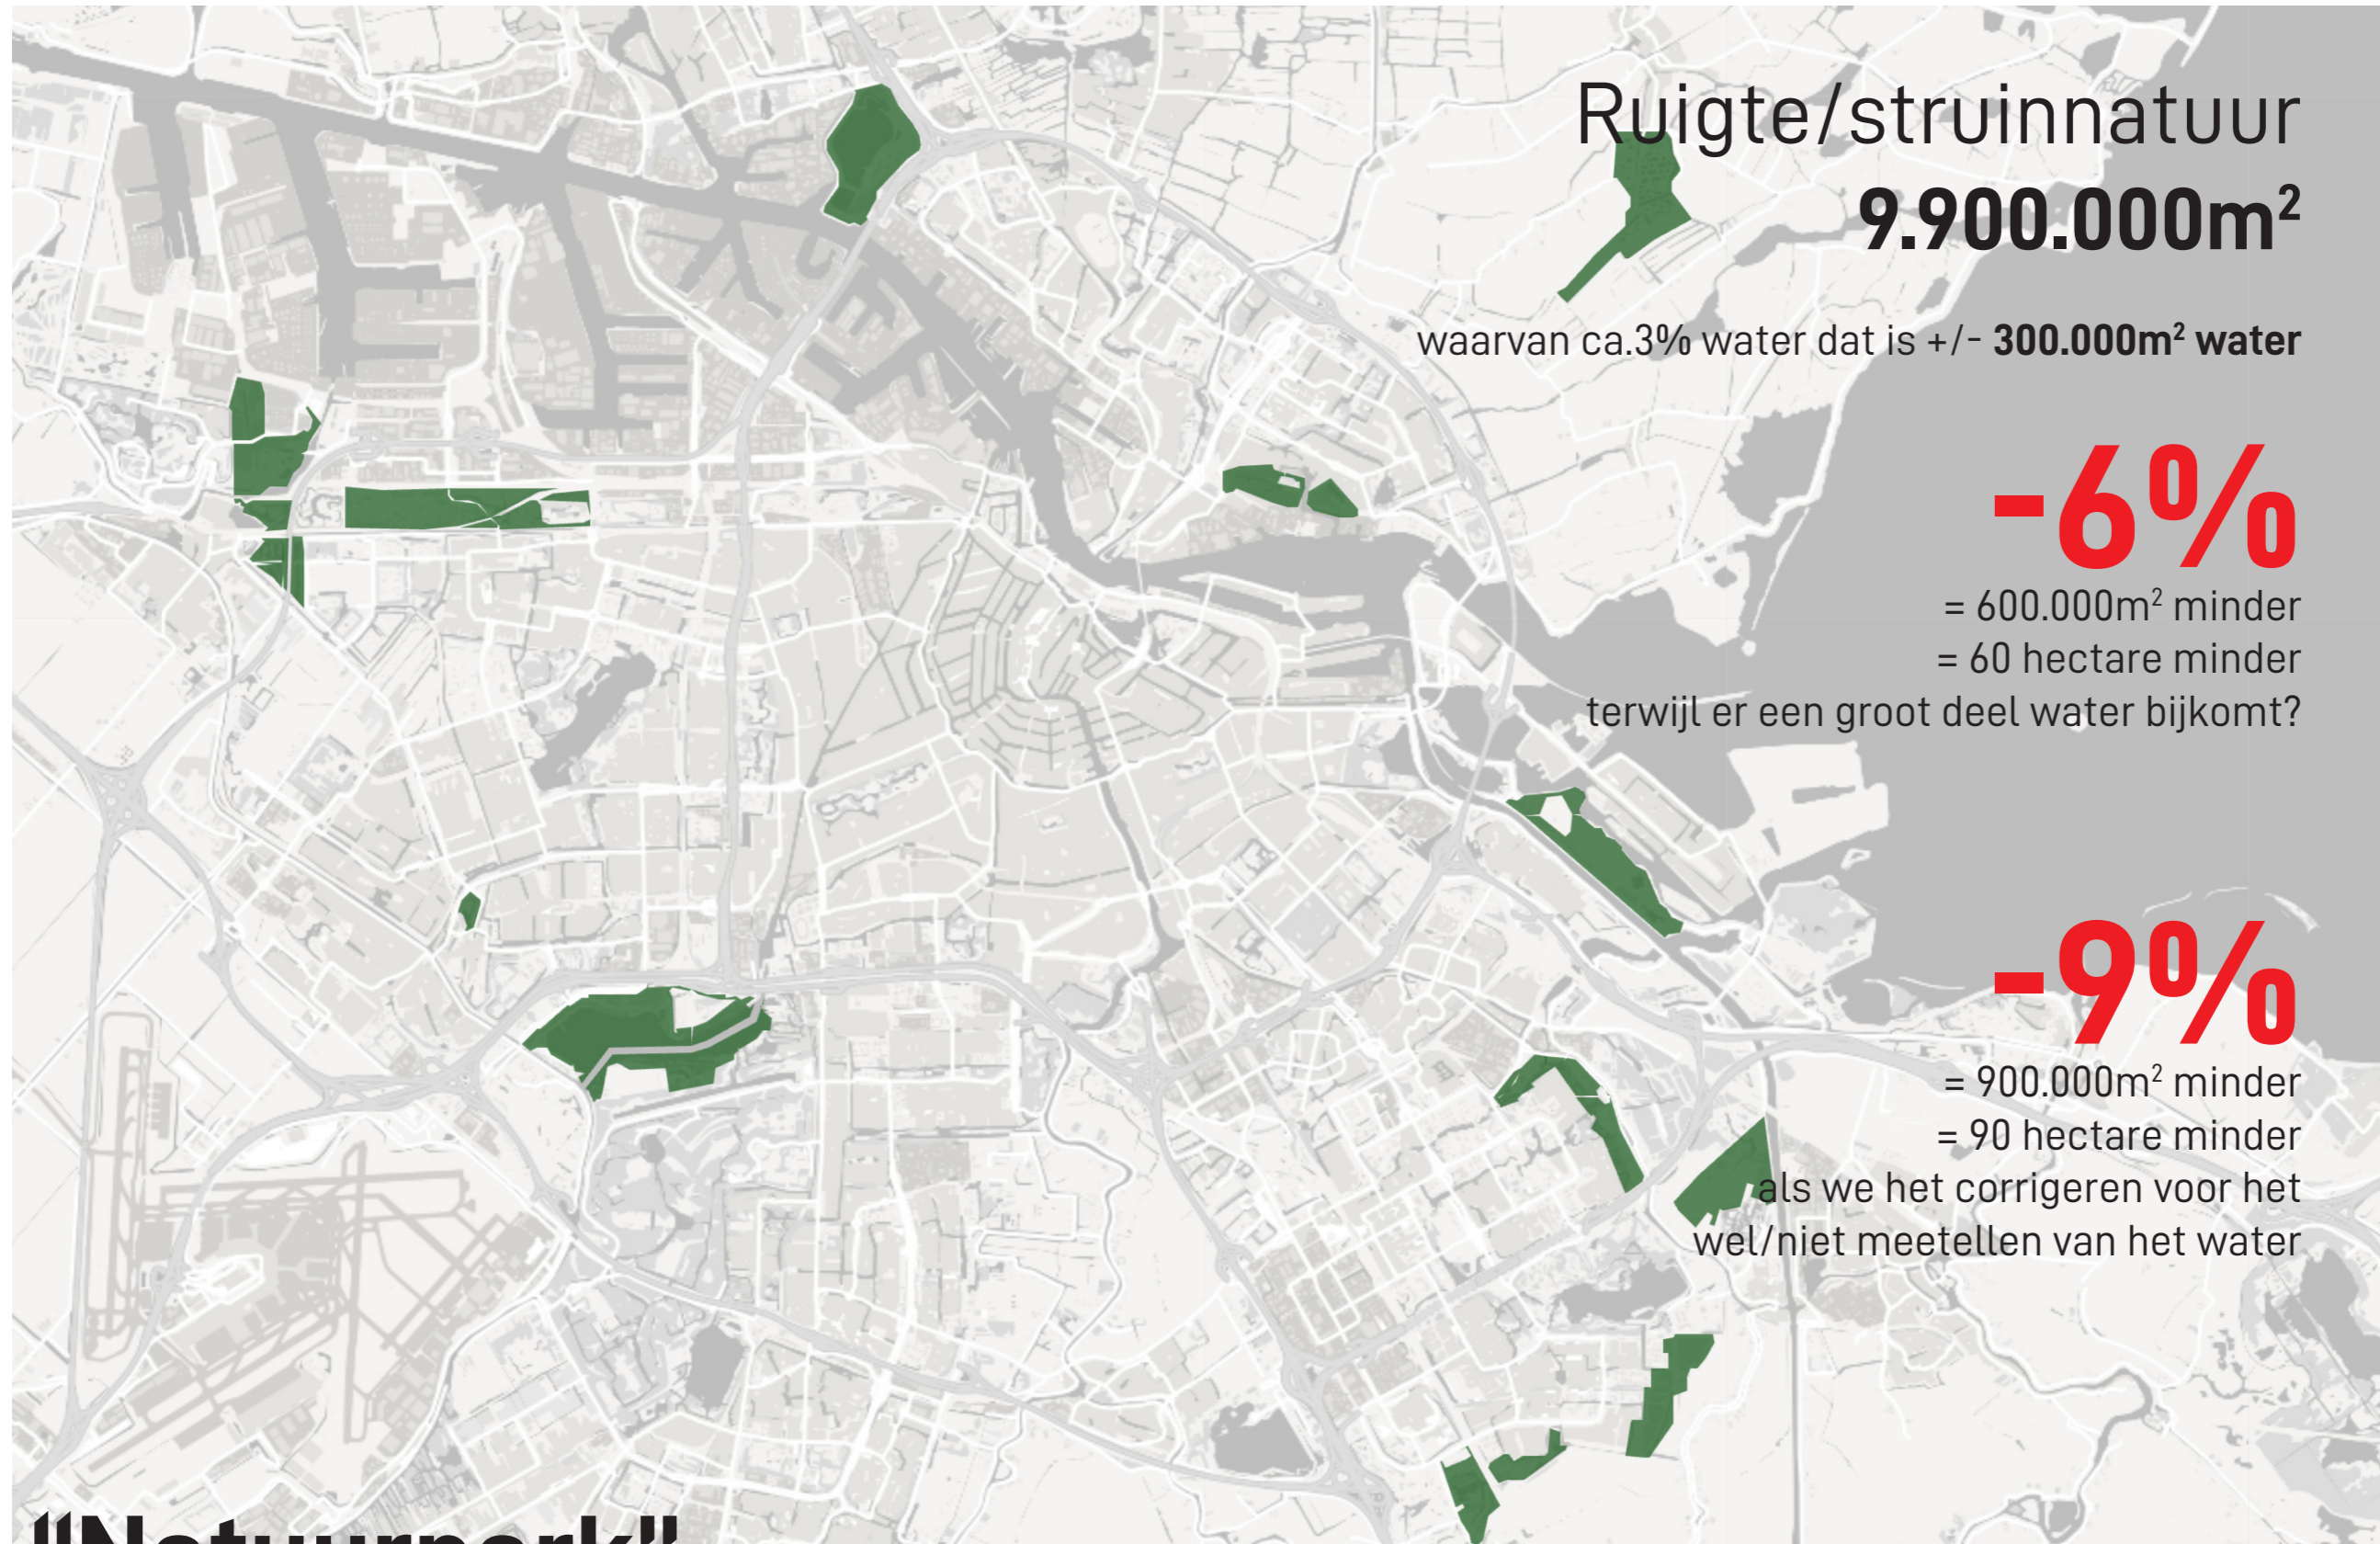 Ruigte/struinnatuur
9.900.000m²
waarvan ca.3% water dat is +/- 300.000m² water
-6%
= 600.000m² minder
= 60 hectare minder
terwijl er een groot deel water bijkomt?
-9%
= 900.000m² minder
= 90 hectare minder
als we het corrigeren voor het
wel/niet meetellen van het water
"Natuurpark"